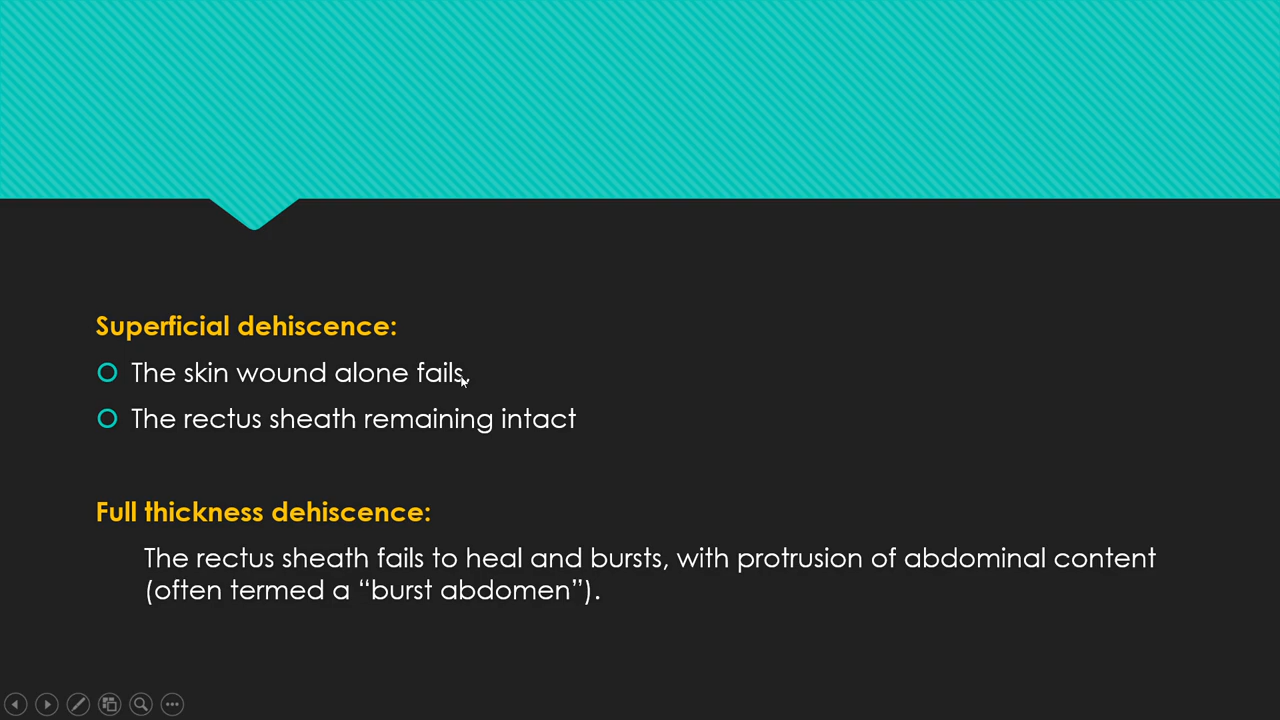 Superficial dehiscence:
The skin wound alone fails,
The rectus sheath remaining intact
Full thickness dehiscence:
The rectus sheath fails to heal and bursts, with protrusion of abdominal content
(often termed a “burst abdomen”).